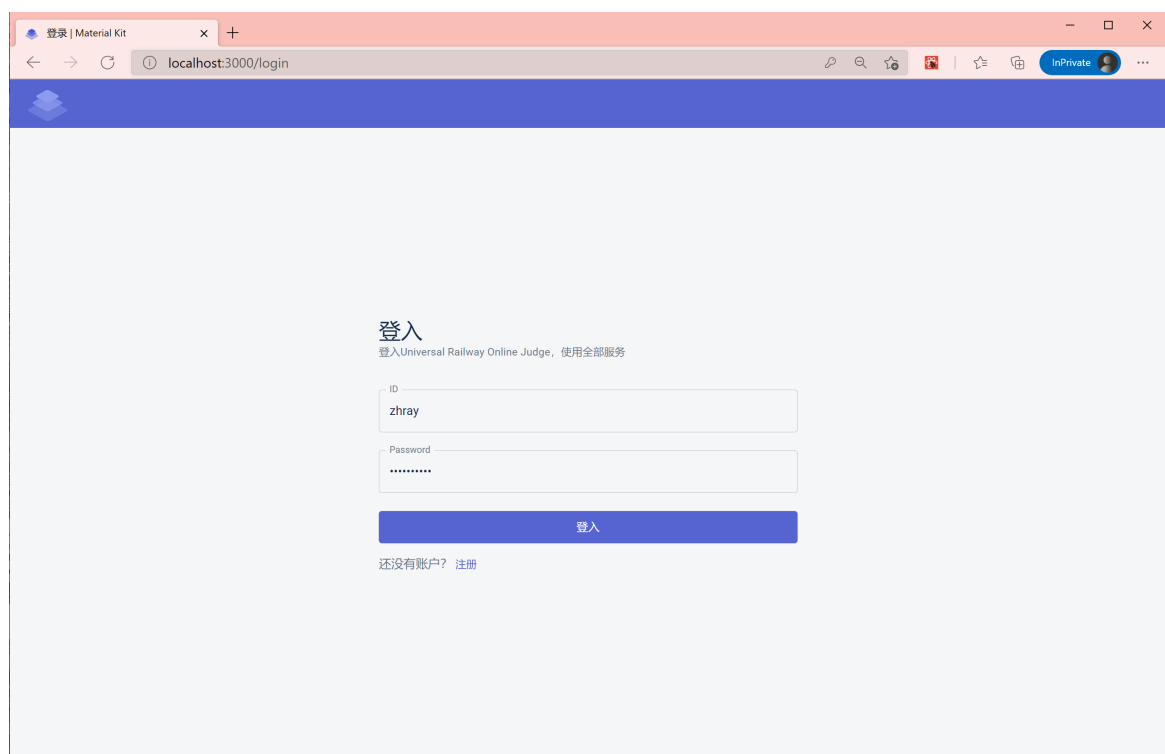 登录 | Material Kit
localhost:3000/login
InPrivate
登入
登入Universal Railway Online Judge，使用全部服务
ID
zhray
Password
••••••••••
登入
还没有账户？ 注册